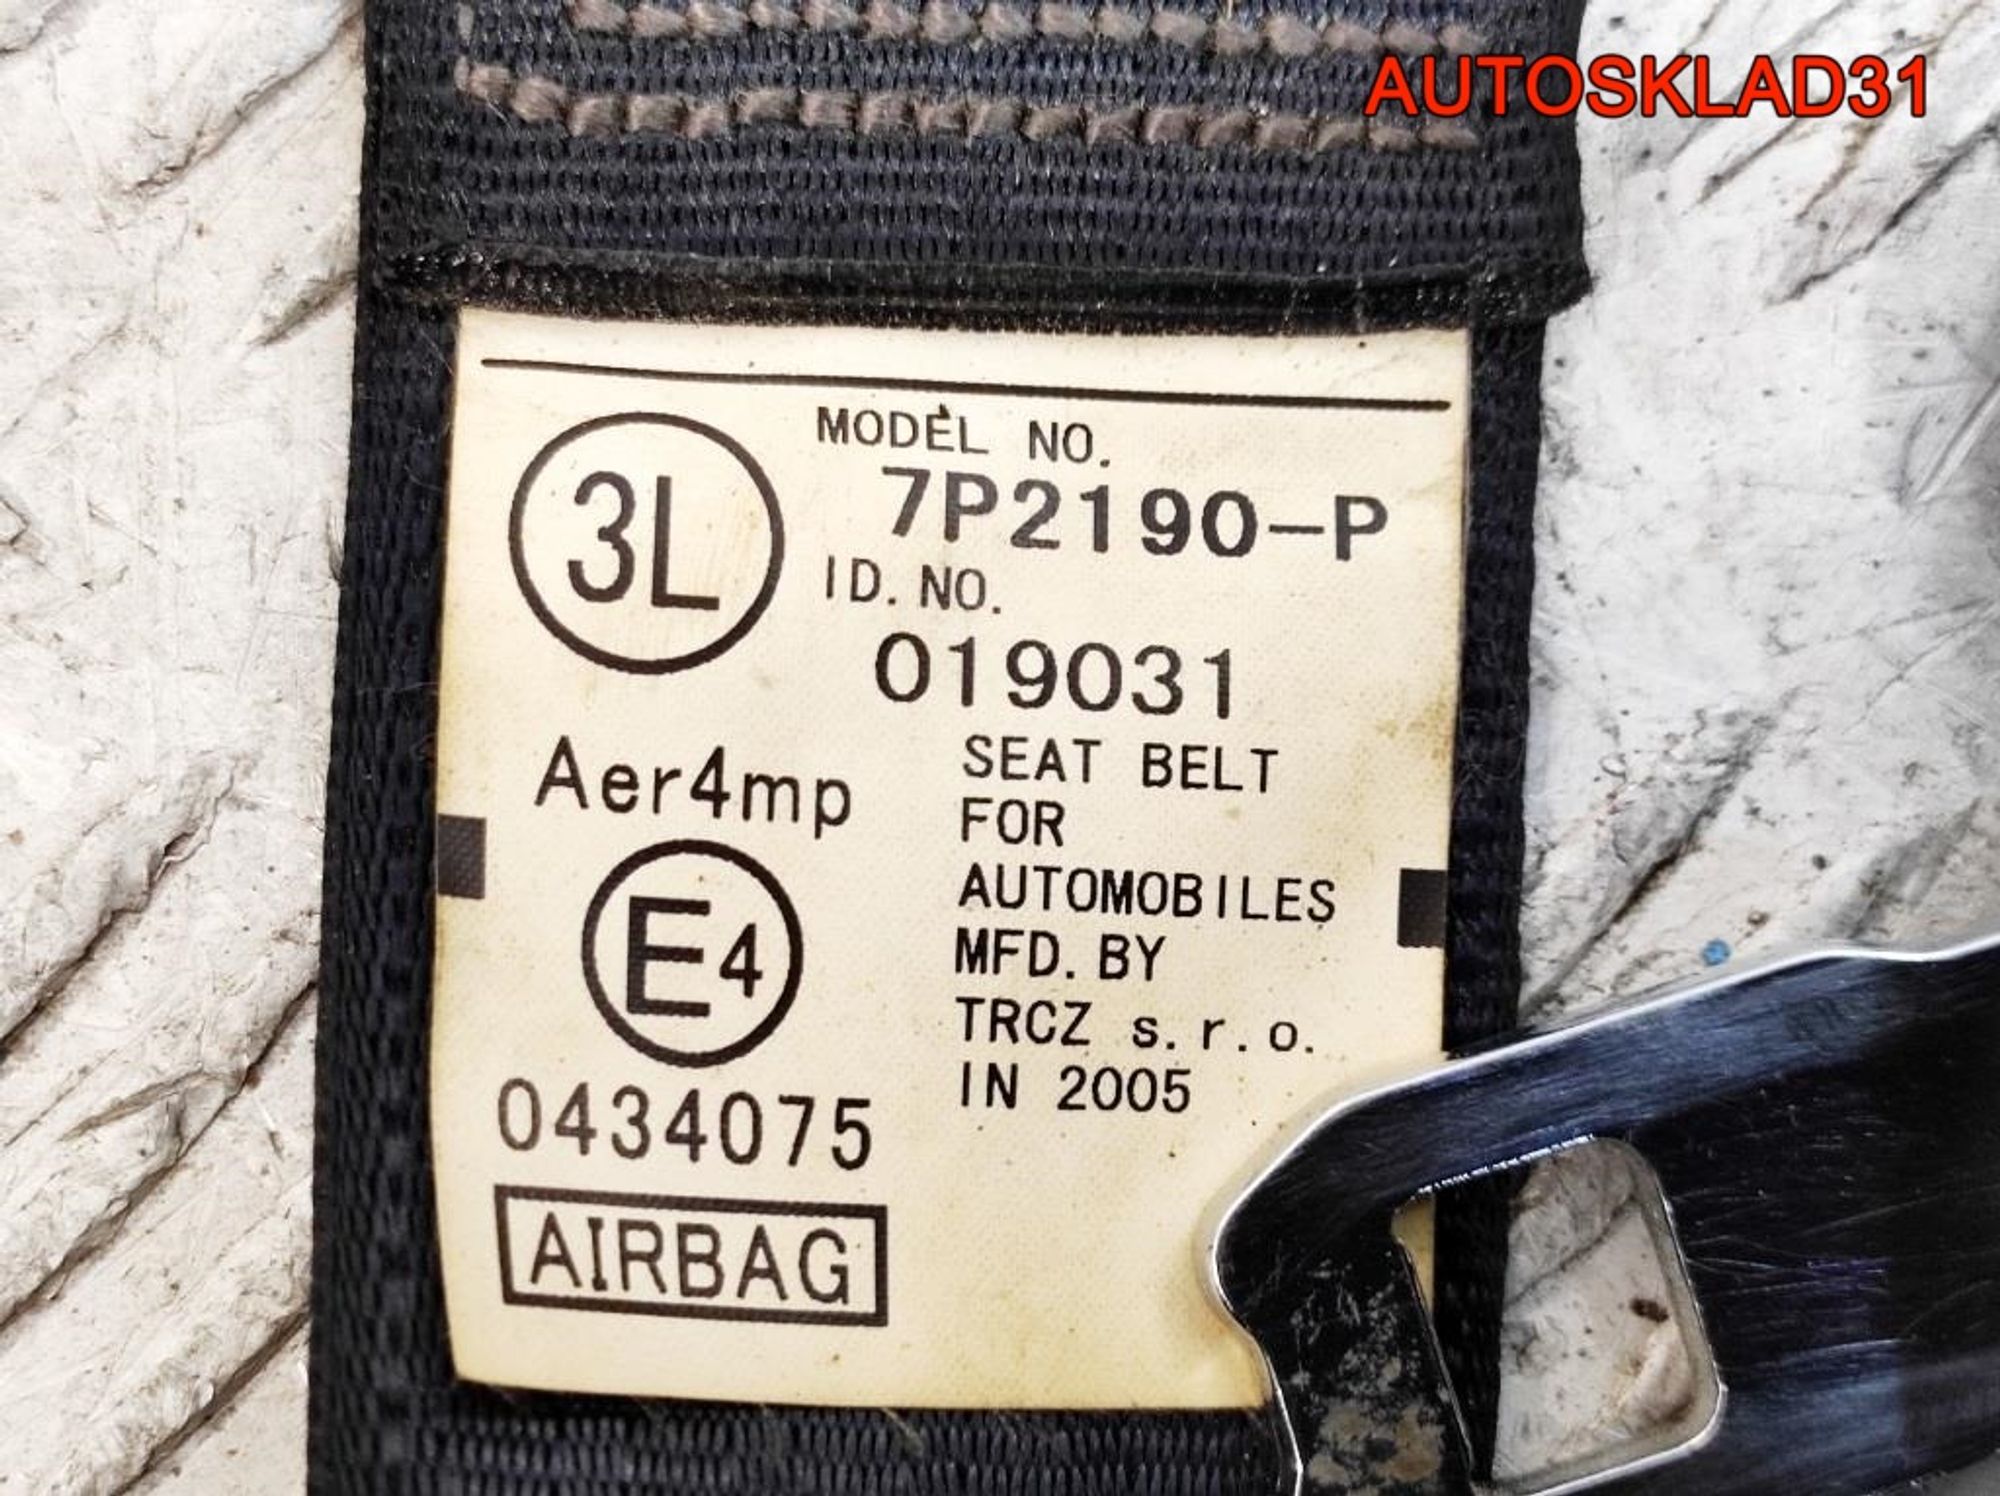 AUTOSKLAD31
3L
MODEL NO.
7P2190-P
ID. NO.
019031
Aer4mp
E4
0434075
AIRBAG
SEAT BELT
FOR
AUTOMOBILES
MFD. BY
TRCZ s.r.o.
IN 2005